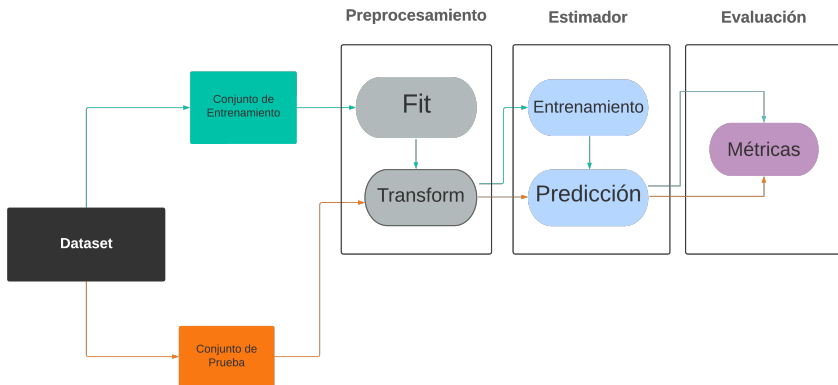 Preprocesamiento
Estimador
Evaluación
Conjunto de
Entrenamiento
Fit
Entrenamiento
Métricas
Transform
Predicción
Dataset
Conjunto de
Prueba